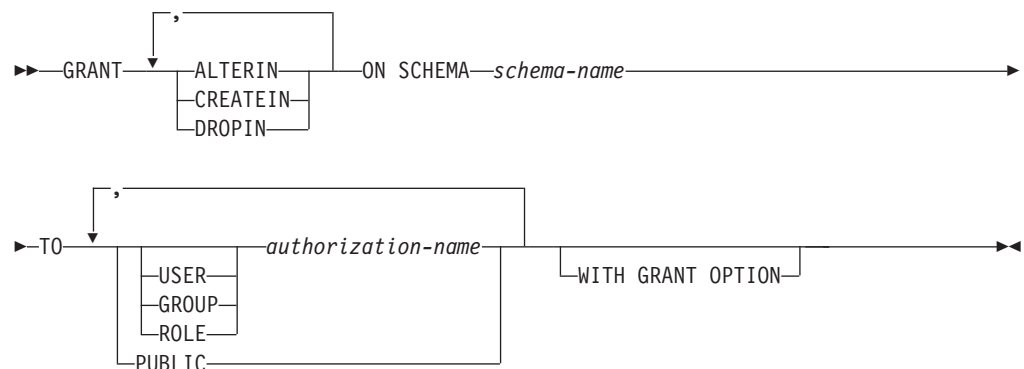 ,
GRANT ALTERIN ON SCHEMA schema-name
CREATEIN
DROPIN
,
TO authorization-name
USER WITH GRANT OPTION
GROUP
ROLE
PUBLIC